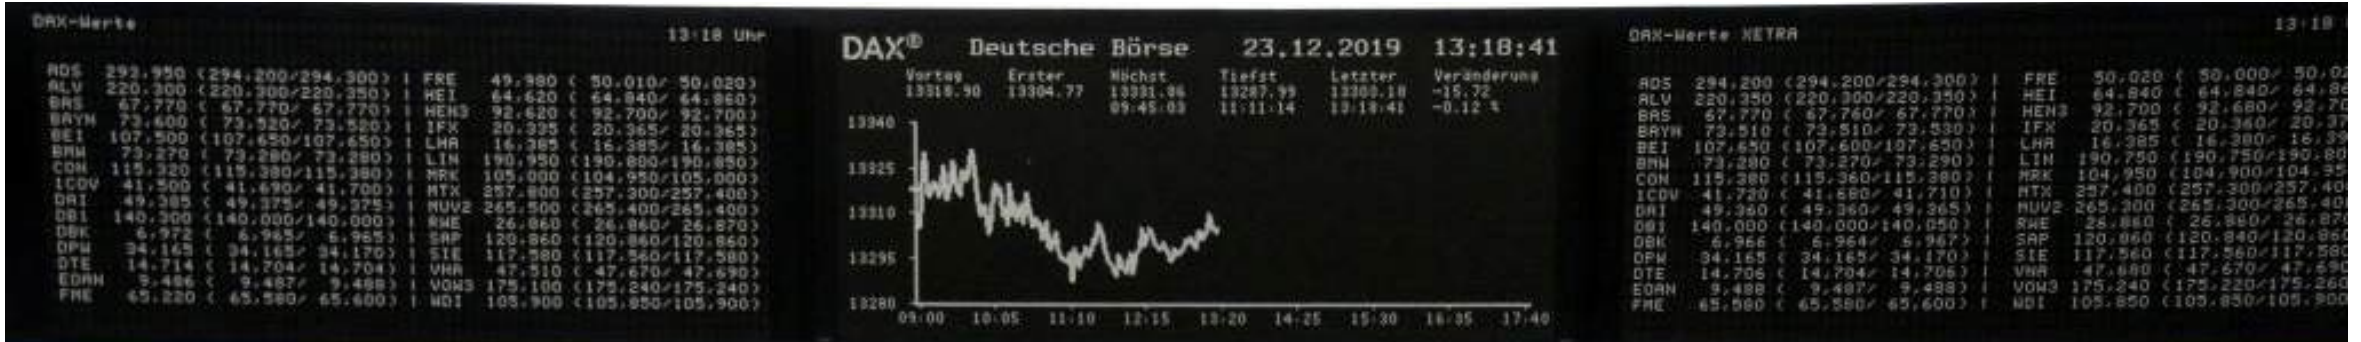 DAX-Werte
13:18 Uhr
ADS 292,950 (294,200/294,300) | FRE 49,980 ( 50,010/ 50,020)
ALV 220,300 (220,300/220,350) | HEI 64,620 ( 64,840/ 64,860)
BAS 67,770 ( 67,770/ 67,770) | HEN3 92,620 ( 92,700/ 92,700)
BAYN 73,600 ( 73,520/ 73,520) | IFX 20,335 ( 20,365/ 20,365)
BEI 107,500 (107,650/107,650) | LHA 16,385 ( 16,385/ 16,385)
BMW 73,270 ( 73,280/ 73,280) | LIN 190,950 (190,800/190,850)
CON 115,320 (115,380/115,380) | MRK 105,000 (104,950/105,000)
1COV 41,500 ( 41,690/ 41,700) | MTX 257,800 (257,300/257,400)
DAI 49,385 ( 49,375/ 49,375) | MUV2 265,500 (265,400/265,400)
DB1 140,300 (140,000/140,000) | RWE 26,860 ( 26,860/ 26,870)
DBK 6,972 ( 6,965/ 6,965) | SAP 120,860 (120,860/120,860)
DPW 34,165 ( 34,165/ 34,170) | SIE 117,580 (117,560/117,580)
DTE 14,714 ( 14,704/ 14,704) | VNA 47,510 ( 47,670/ 47,690)
EOAN 9,486 ( 9,487/ 9,488) | VOW3 175,100 (175,240/175,240)
FME 65,220 ( 65,580/ 65,600) | WDI 105,900 (105,850/105,900)
DAX® Deutsche Börse 23.12.2019 13:18:41
Vortag Erster Höchst Tiefst Letzter Veränderung
13318.90 13304.77 13331.86 13287.99 13303.18 -15.72
09:45:03 11:11:14 13:18:41 -0.12 %
13340
13325
13310
13295
13280
09:00 10:05 11:10 12:15 13:20 14:25 15:30 16:35 17:40
DAX-Werte XETRA
13:18
ADS 294,200 (294,200/294,300) | FRE 50,020 ( 50,000/ 50,02
ALV 220,350 (220,300/220,350) | HEI 64,840 ( 64,840/ 64,86
BAS 67,770 ( 67,760/ 67,770) | HEN3 92,700 ( 92,680/ 92,70
BAYN 73,510 ( 73,510/ 73,530) | IFX 20,365 ( 20,360/ 20,37
BEI 107,650 (107,600/107,650) | LHA 16,385 ( 16,380/ 16,39
BMW 73,280 ( 73,270/ 73,290) | LIN 190,750 (190,750/190,80
CON 115,380 (115,360/115,380) | MRK 104,950 (104,900/104,95
1COV 41,720 ( 41,680/ 41,710) | MTX 257,400 (257,300/257,40
DAI 49,360 ( 49,360/ 49,365) | MUV2 265,300 (265,300/265,40
DB1 140,000 (140,000/140,050) | RWE 26,860 ( 26,860/ 26,870
DBK 6,966 ( 6,964/ 6,967) | SAP 120,860 (120,840/120,860
DPW 34,165 ( 34,165/ 34,170) | SIE 117,560 (117,560/117,580
DTE 14,706 ( 14,704/ 14,706) | VNA 47,680 ( 47,670/ 47,690
EOAN 9,488 ( 9,487/ 9,488) | VOW3 175,240 (175,220/175,260
FME 65,580 ( 65,580/ 65,600) | WDI 105,850 (105,850/105,900